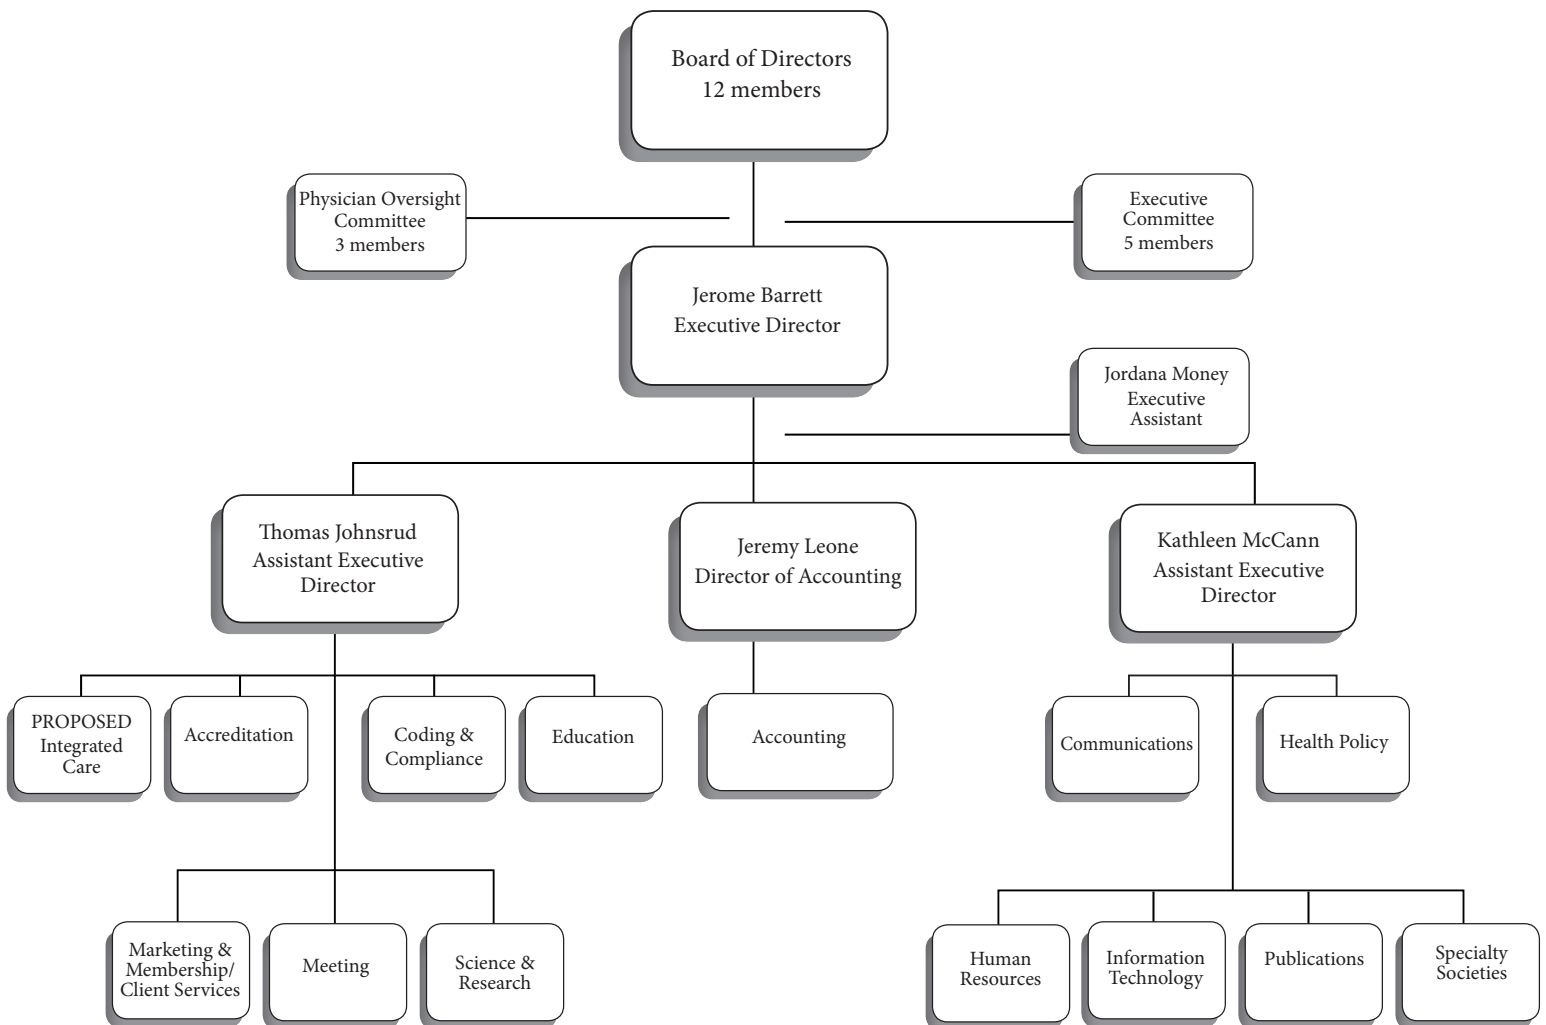 Board of Directors
12 members
Physician Oversight
Committee
3 members
Executive
Committee
5 members
Jerome Barrett
Executive Director
Jordana Money
Executive
Assistant
Thomas Johnsrud
Assistant Executive
Director
Jeremy Leone
Director of Accounting
Kathleen McCann
Assistant Executive
Director
PROPOSED
Integrated
Care
Accreditation
Coding &
Compliance
Education
Accounting
Communications
Health Policy
Marketing &
Membership/
Client Services
Meeting
Science &
Research
Human
Resources
Information
Technology
Publications
Specialty
Societies